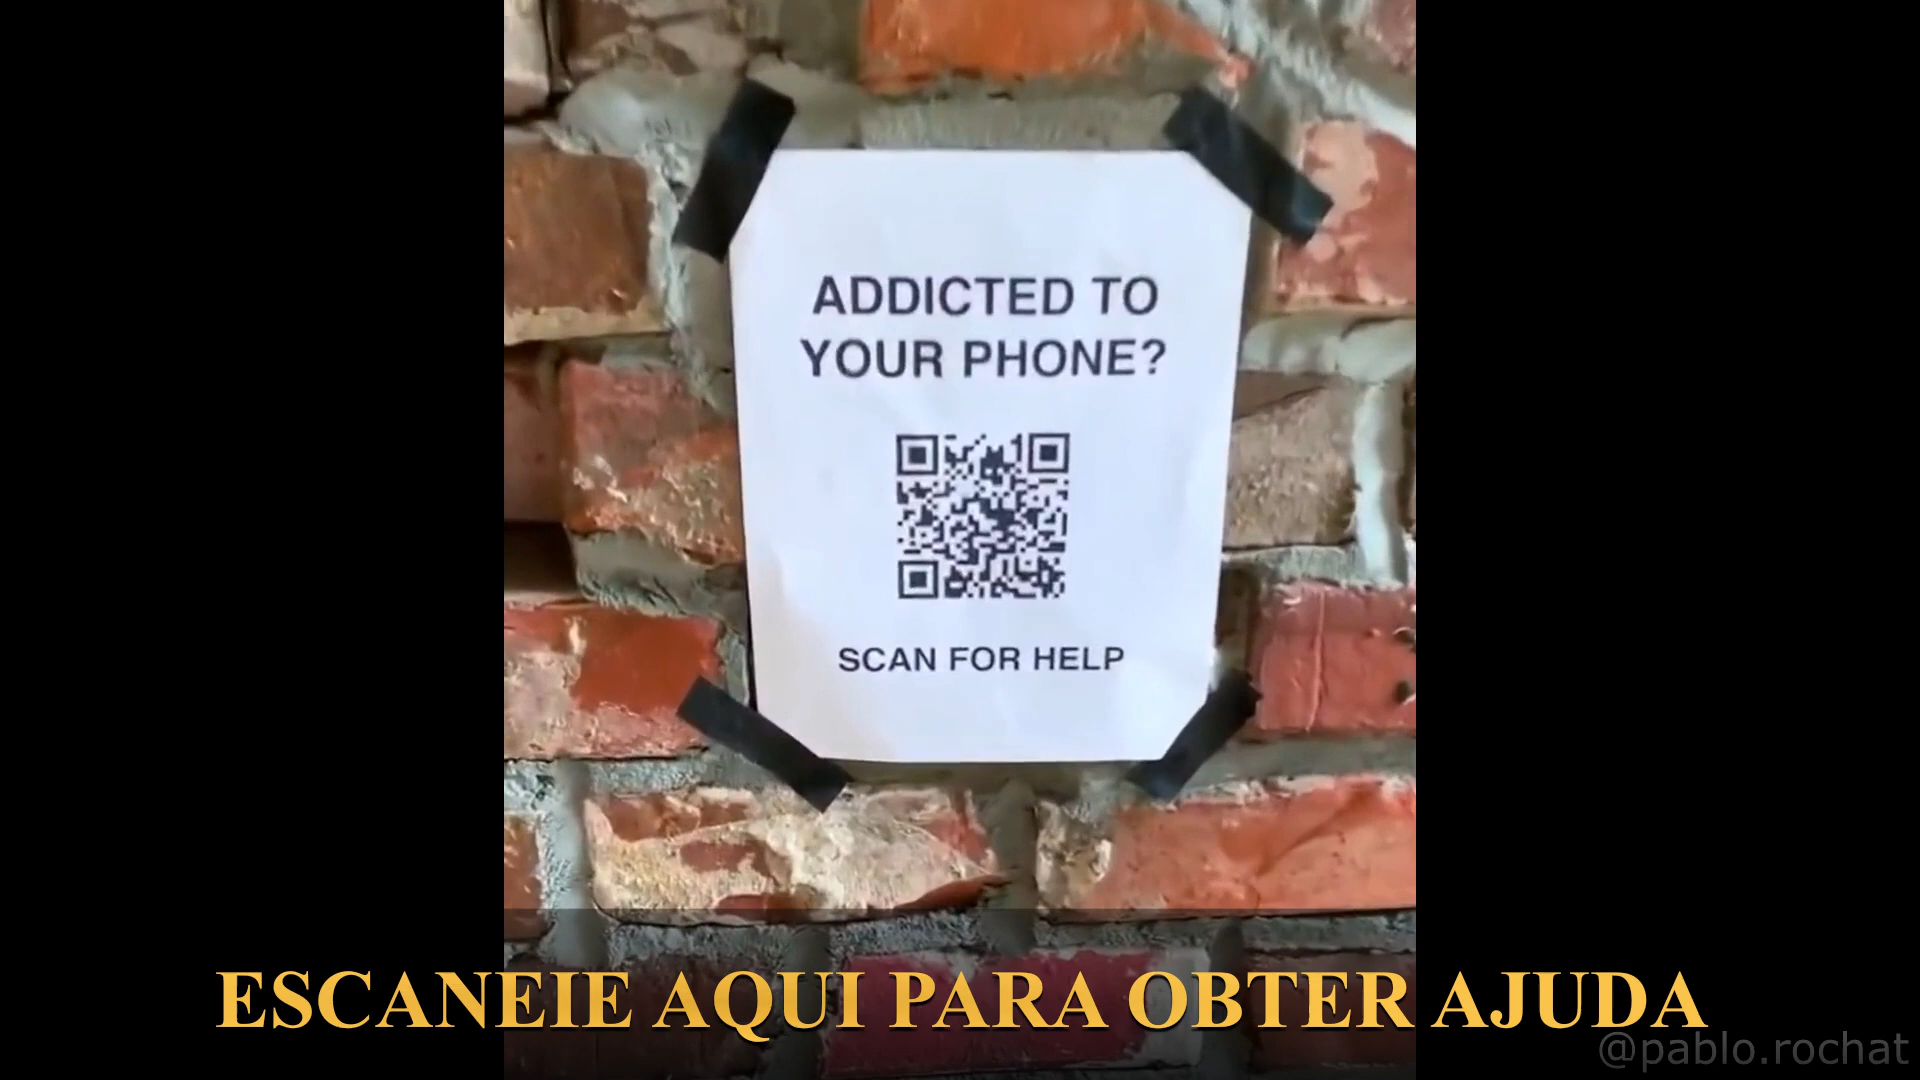 ADDICTED TO
YOUR PHONE?
SCAN FOR HELP
ESCANEIE AQUI PARA OBTER AJUDA
@pablo.rochat